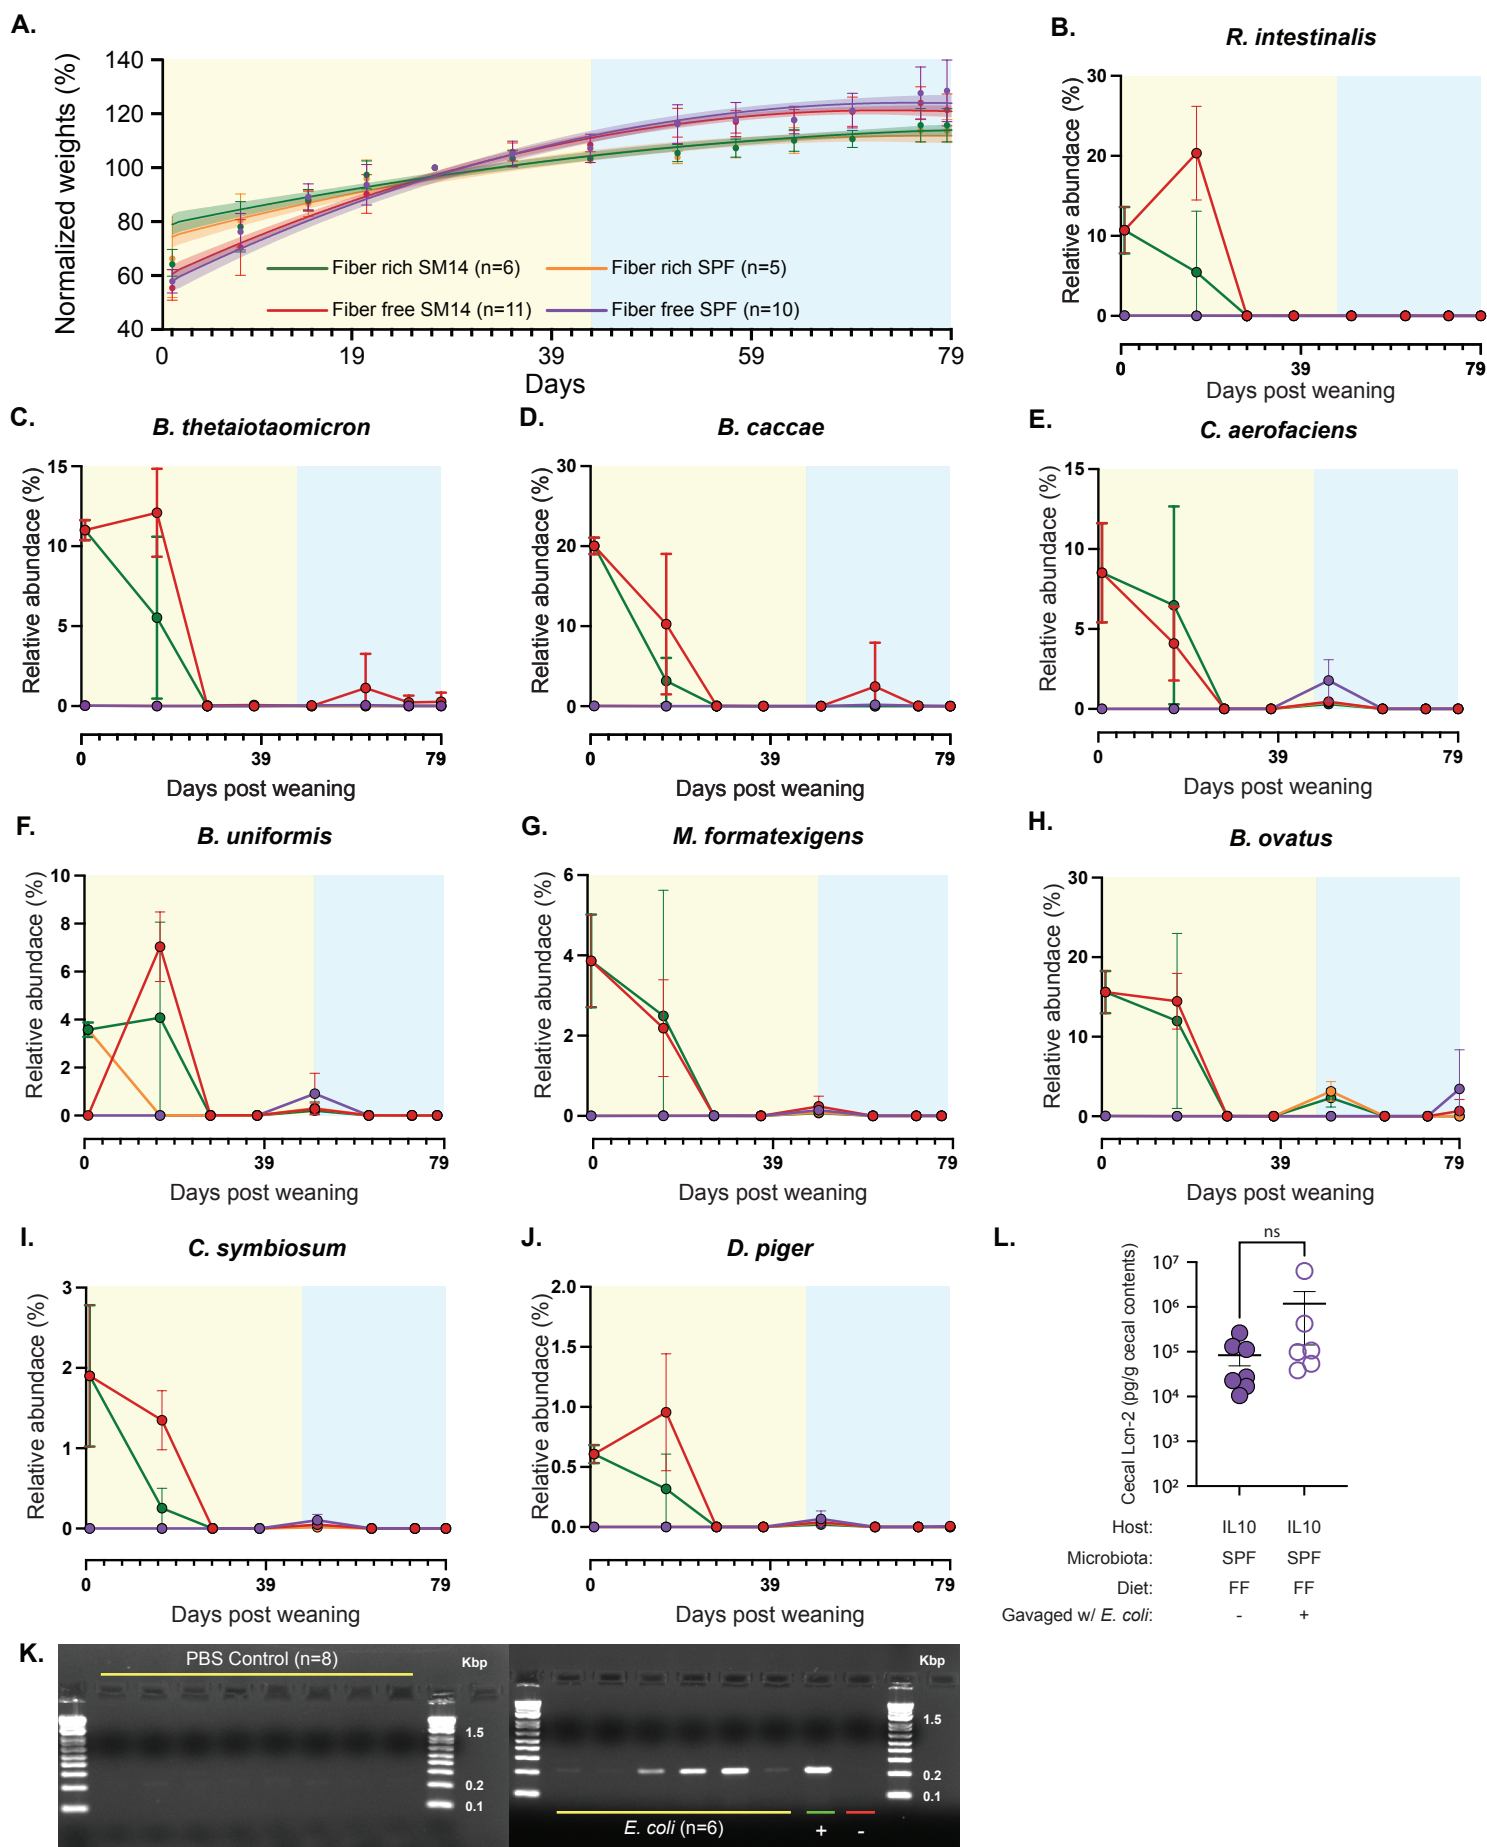 A.
Normalized weights (%)
140
120
100
80
60
40
Fiber rich SM14 (n=6)
Fiber rich SPF (n=5)
Fiber free SM14 (n=11)
Fiber free SPF (n=10)
0 19 39 59 79
Days
B.
R. intestinalis
Relative abundace (%)
30
20
10
0
0 39 79
Days post weaning
C.
B. thetaiotaomicron
Relative abundace (%)
15
10
5
0
0 39 79
Days post weaning
D.
B. caccae
Relative abundace (%)
30
20
10
0
0 39 79
Days post weaning
E.
C. aerofaciens
Relative abundace (%)
15
10
5
0
0 39 79
Days post weaning
F.
B. uniformis
Relative abundace (%)
10
8
6
4
2
0
0 39 79
Days post weaning
G.
M. formatexigens
Relative abundace (%)
6
4
2
0
0 39 79
Days post weaning
H.
B. ovatus
Relative abundace (%)
30
20
10
0
0 39 79
Days post weaning
I.
C. symbiosum
Relative abundace (%)
3
2
1
0
0 39 79
Days post weaning
J.
D. piger
Relative abundace (%)
2.0
1.5
1.0
0.5
0.0
0 39 79
Days post weaning
L.
ns
Cecal Lcn-2 (pg/g cecal contents)
10⁷
10⁶
10⁵
10⁴
10³
10²
Host: IL10 IL10
Microbiota: SPF SPF
Diet: FF FF
Gavaged w/ E. coli: - +
K.
PBS Control (n=8)
Kbp
1.5
0.2
0.1
Kbp
1.5
0.2
0.1
E. coli (n=6)
+ -